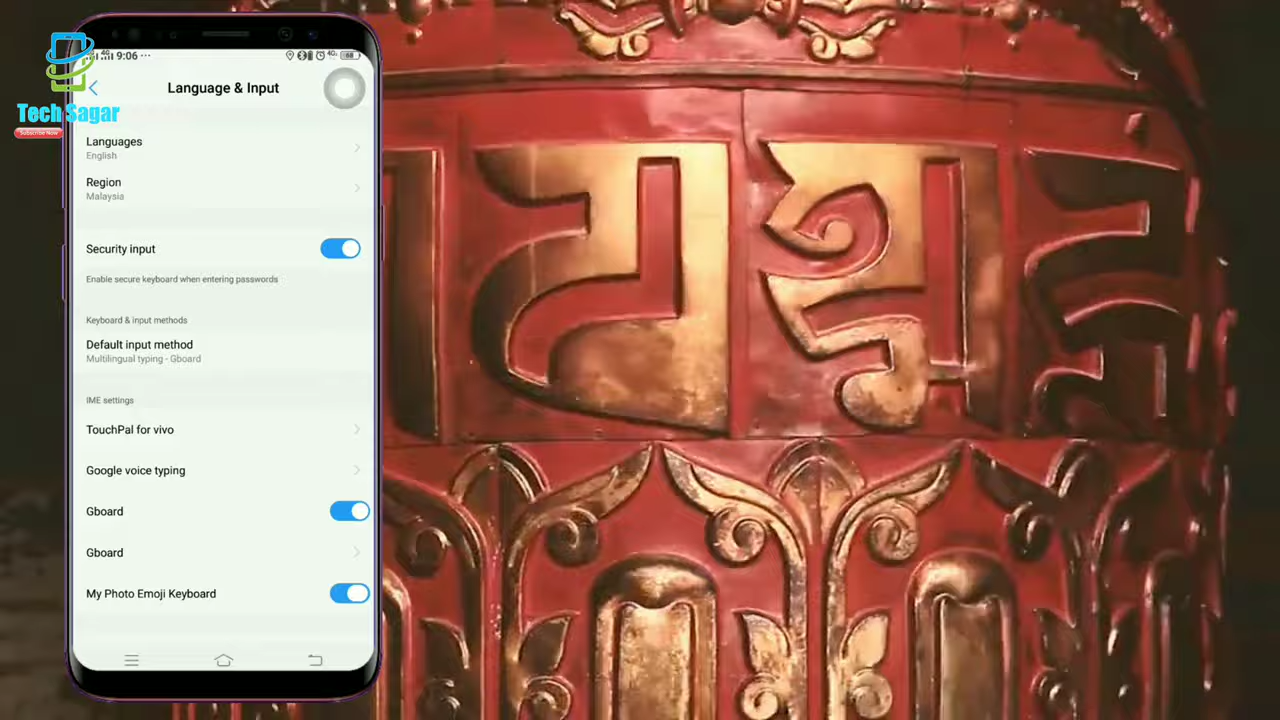 9:06
Language & Input
Tech Sagar
Subscribe Now
Languages
English
Region
Malaysia
Security input
Enable secure keyboard when entering passwords
Keyboard & input methods
Default input method
Multilingual typing - Gboard
IME settings
TouchPal for vivo
Google voice typing
Gboard
Gboard
My Photo Emoji Keyboard